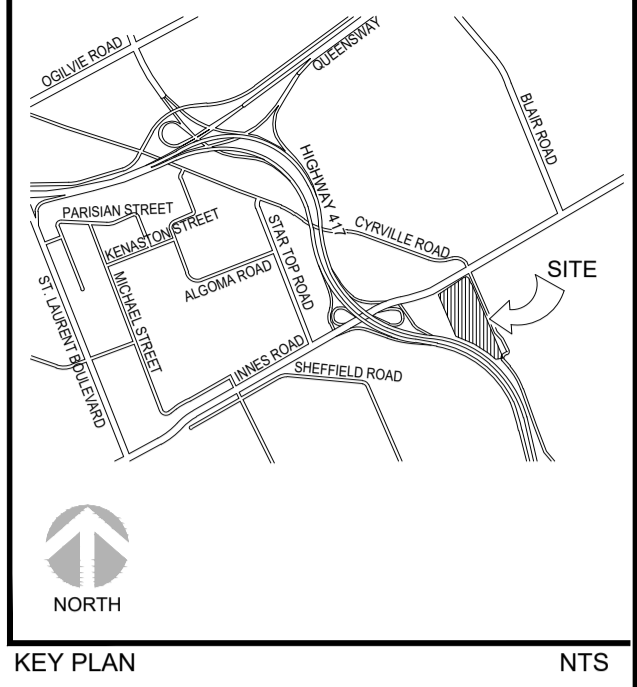 OGILVIE ROAD
QUEENSWAY
BLAIR ROAD
HIGHWAY 417
PARISIAN STREET
KENASTON STREET
STAR TOP ROAD
CYRVILLE ROAD
SITE
ALGOMA ROAD
MICHAEL STREET
ST. LAURENT BOULEVARD
INNES ROAD
SHEFFIELD ROAD
NORTH
KEY PLAN NTS